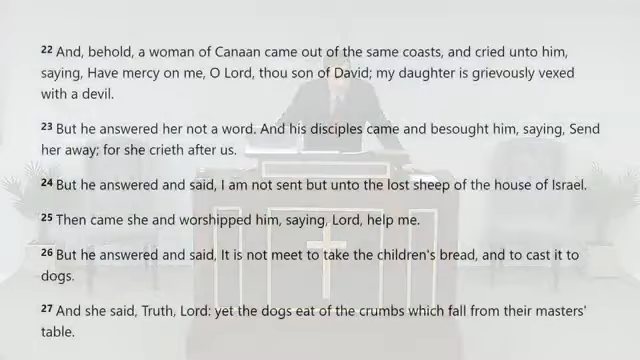 22 And, behold, a woman of Canaan came out of the same coasts, and cried unto him,
saying, Have mercy on me, O Lord, thou son of David; my daughter is grievously vexed
with a devil.
23 But he answered her not a word. And his disciples came and besought him, saying, Send
her away; for she crieth after us.
24 But he answered and said, I am not sent but unto the lost sheep of the house of Israel.
25 Then came she and worshipped him, saying, Lord, help me.
26 But he answered and said, It is not meet to take the children's bread, and to cast it to
dogs.
27 And she said, Truth, Lord: yet the dogs eat of the crumbs which fall from their masters'
table.